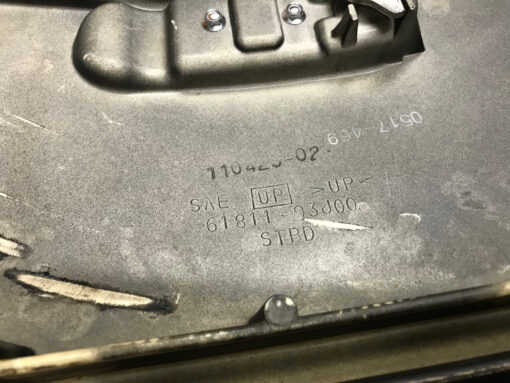 0517-469
110425-02
SAE UP >UP<
61811-93J00
STBD